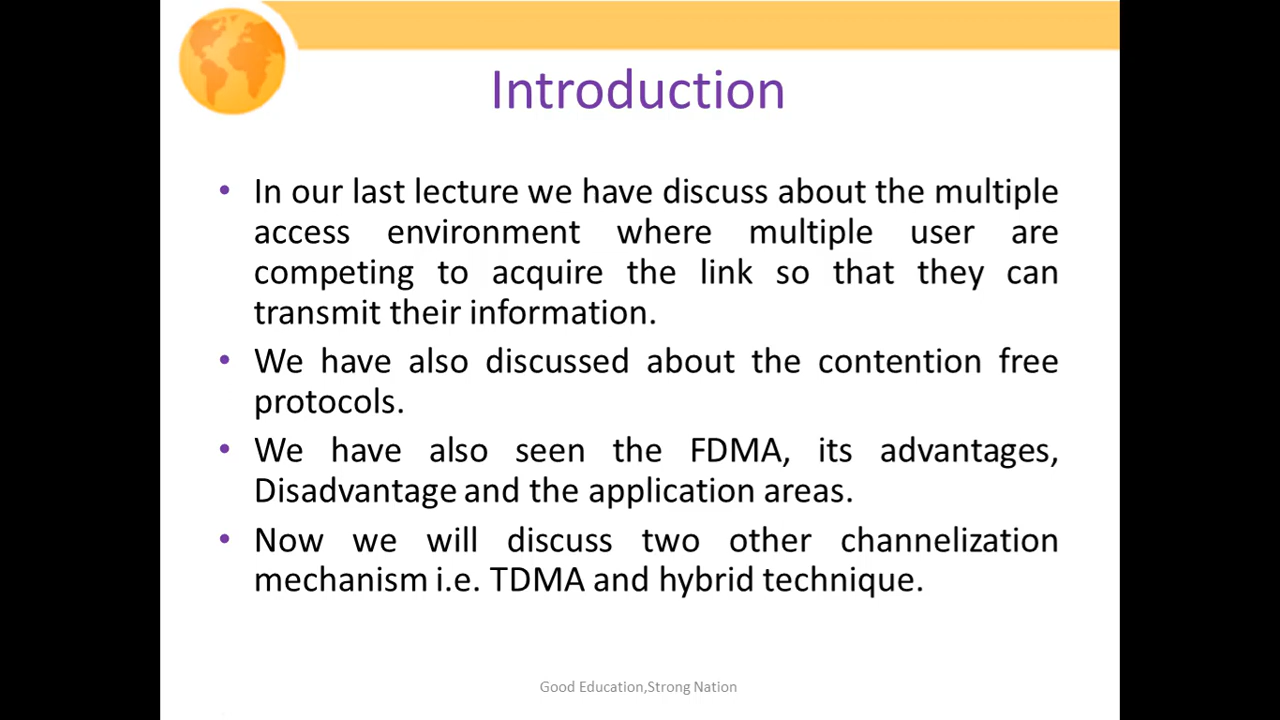 Introduction
• In our last lecture we have discuss about the multiple
access environment where multiple user are
competing to acquire the link so that they can
transmit their information.
• We have also discussed about the contention free
protocols.
• We have also seen the FDMA, its advantages,
Disadvantage and the application areas.
• Now we will discuss two other channelization
mechanism i.e. TDMA and hybrid technique.
Good Education,Strong Nation